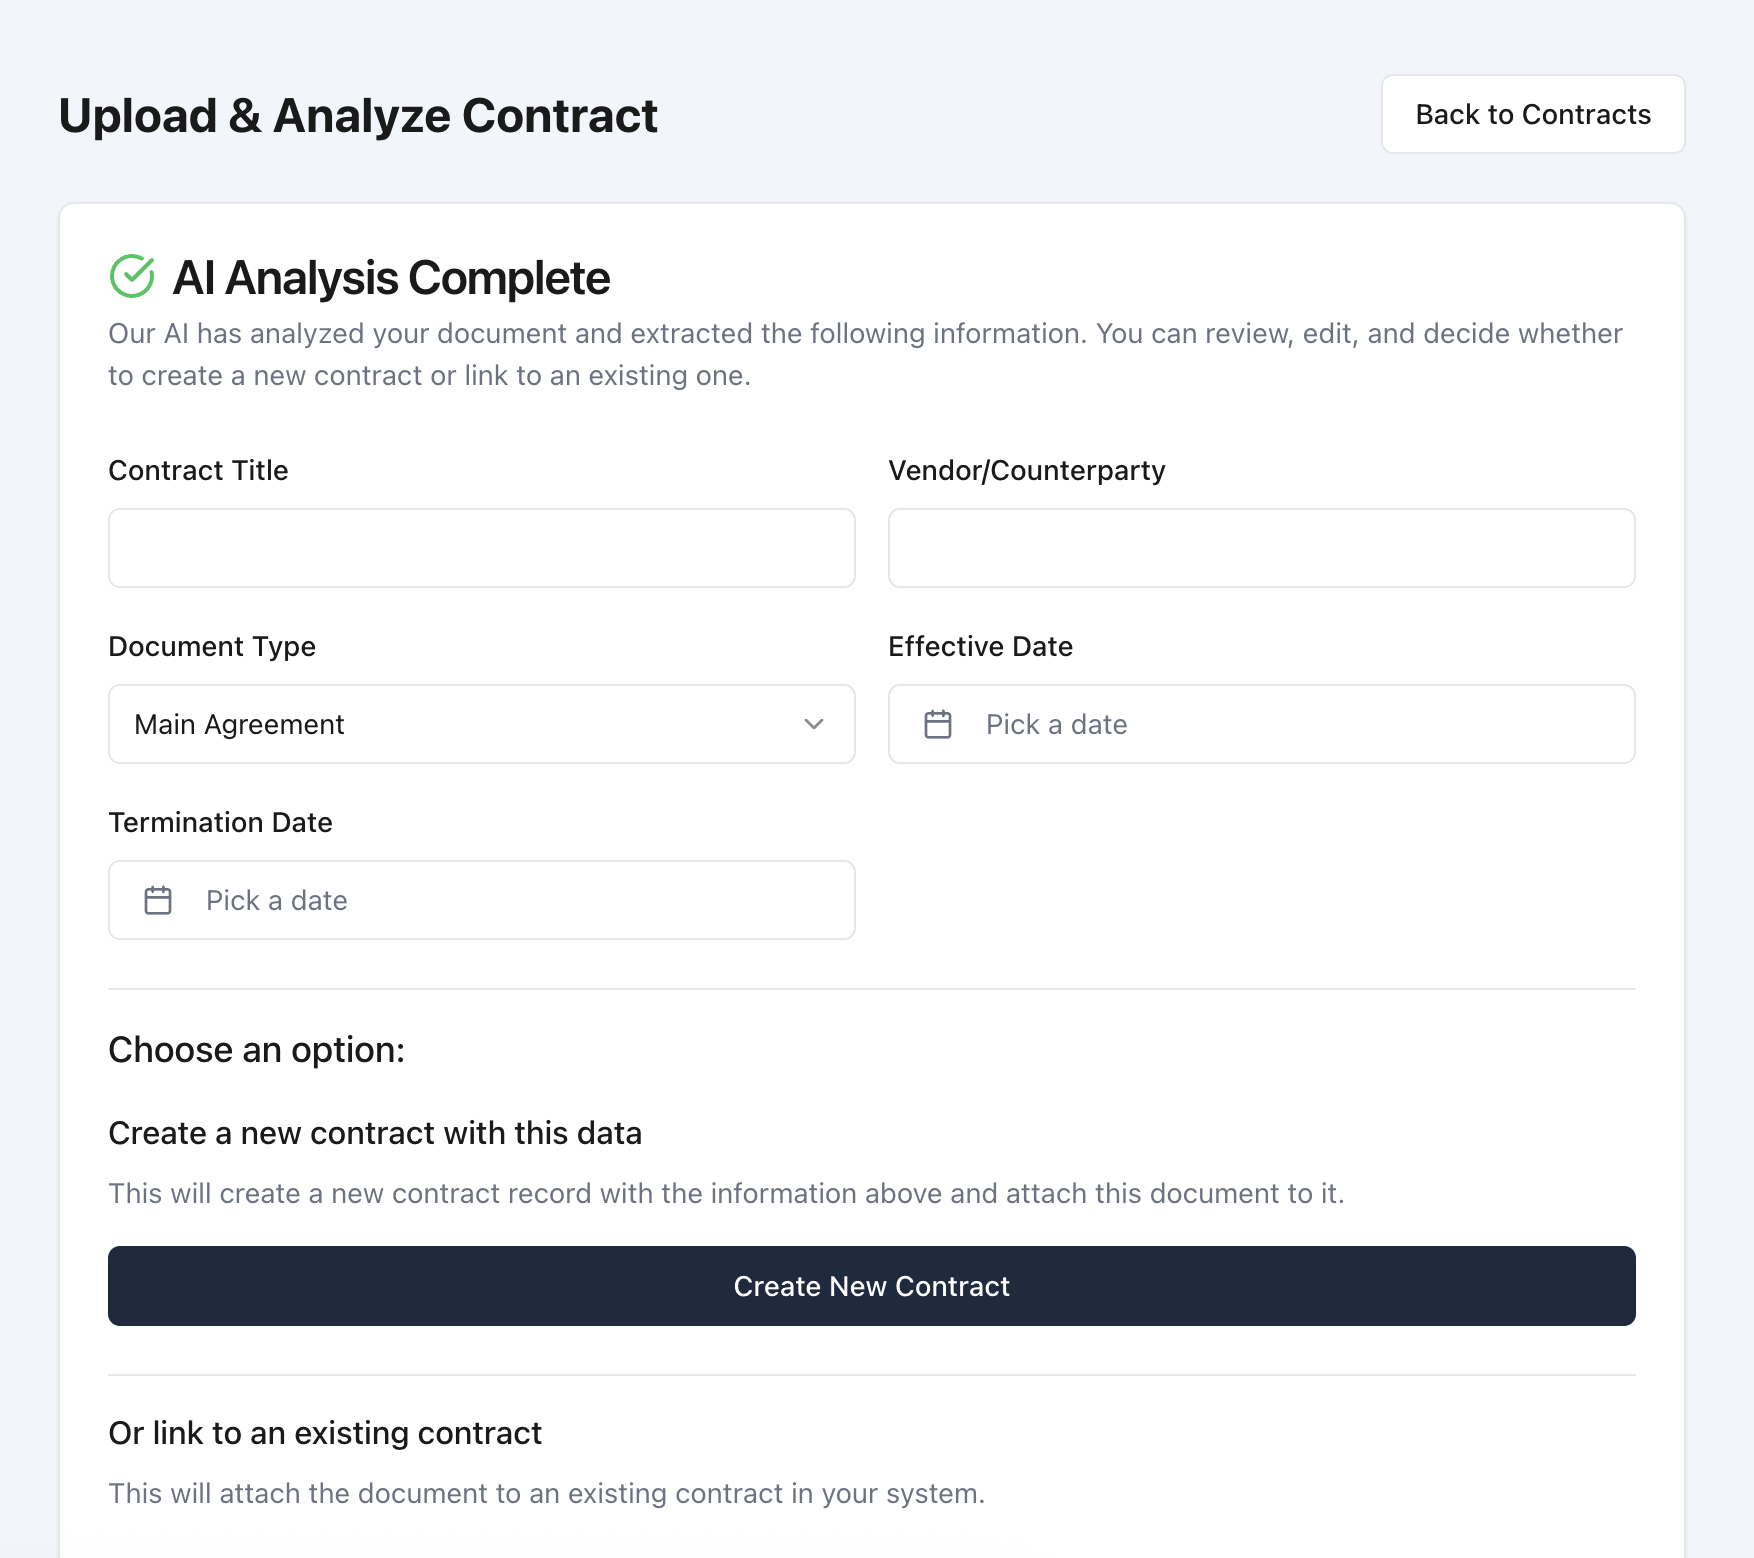 Upload & Analyze Contract
Back to Contracts
AI Analysis Complete
Our AI has analyzed your document and extracted the following information. You can review, edit, and decide whether
to create a new contract or link to an existing one.
Contract Title
Vendor/Counterparty
Document Type
Effective Date
Main Agreement
Pick a date
Termination Date
Pick a date
Choose an option:
Create a new contract with this data
This will create a new contract record with the information above and attach this document to it.
Create New Contract
Or link to an existing contract
This will attach the document to an existing contract in your system.